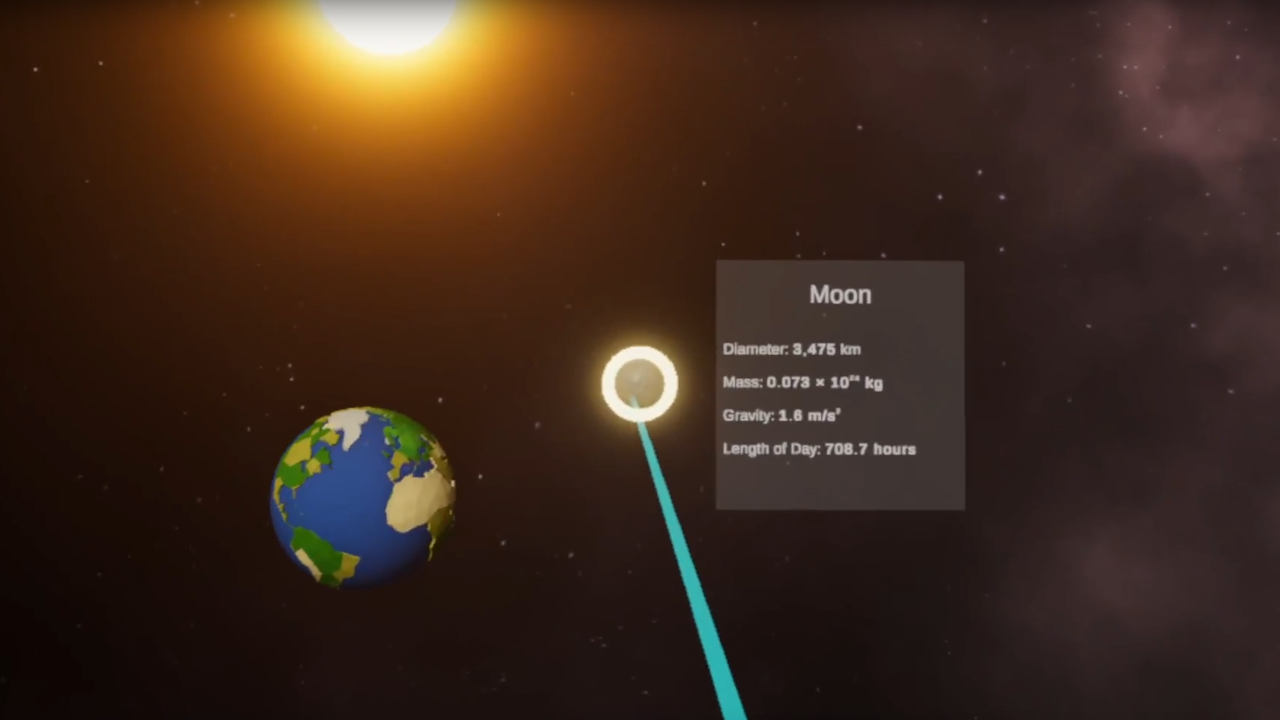 Moon
Diameter: 3,475 km
Mass: 0.073 × 10²⁴ kg
Gravity: 1.6 m/s²
Length of Day: 708.7 hours